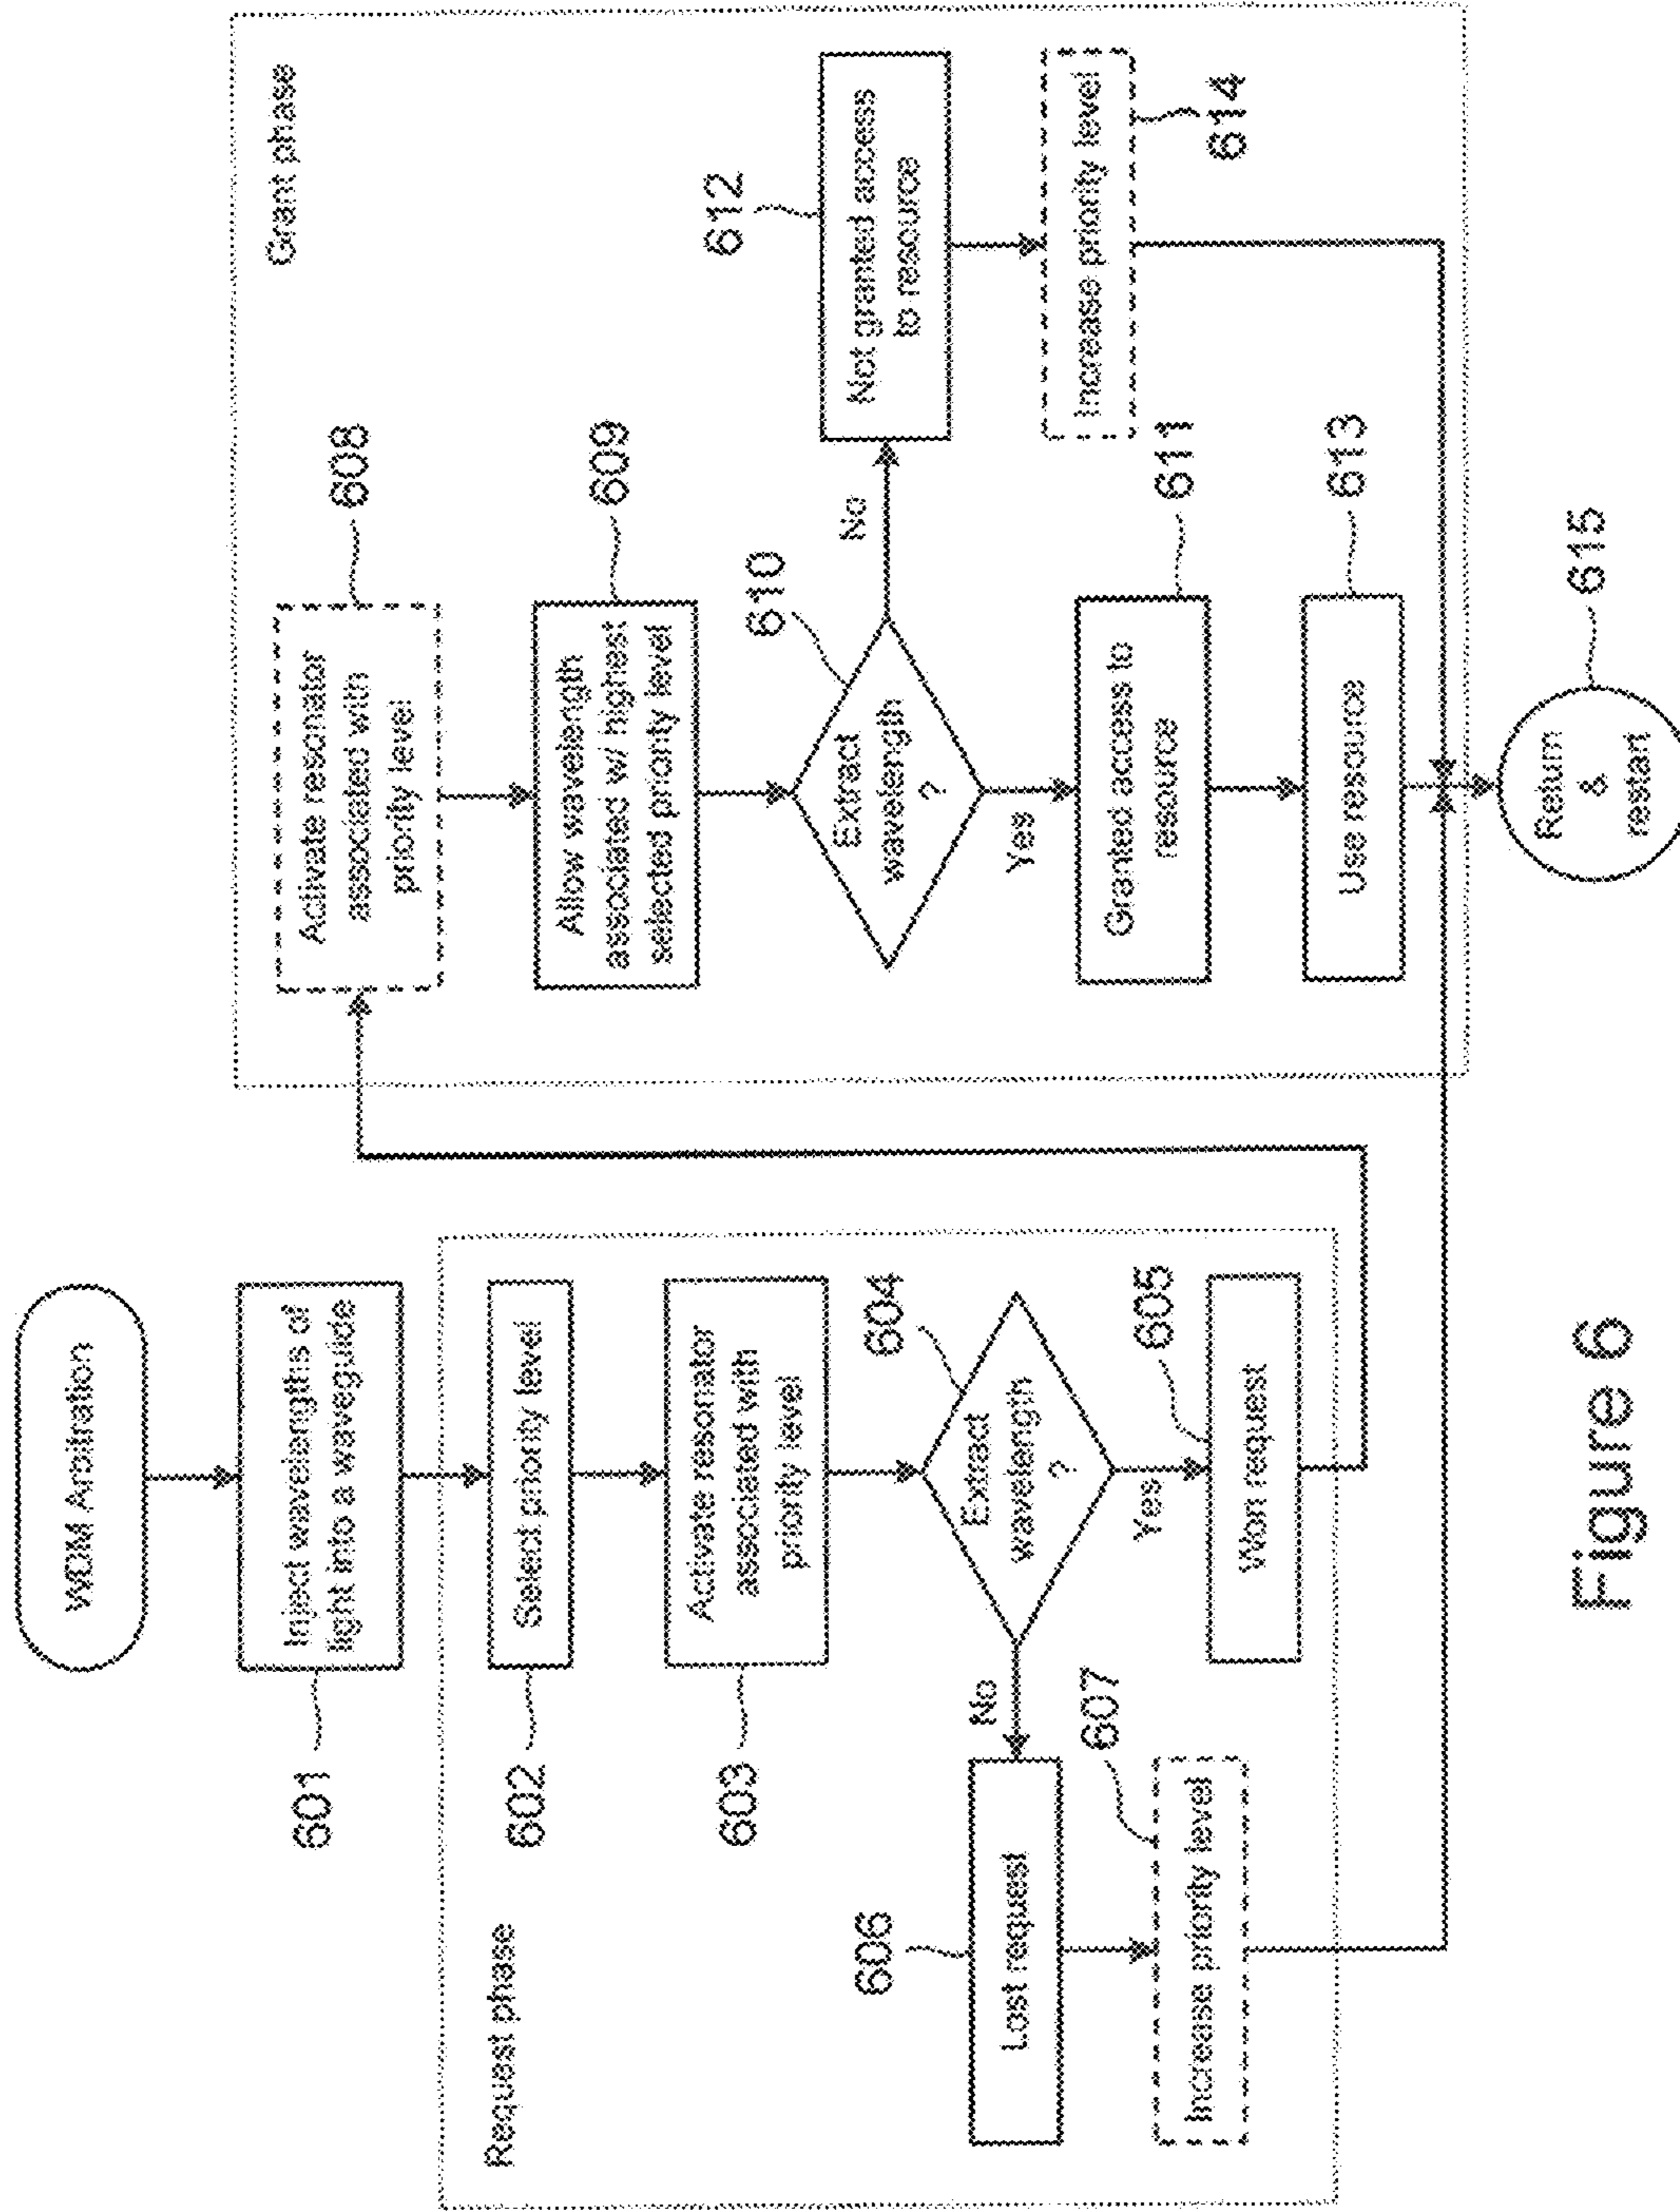 WDM Arbitration
601
Inject wavelengths of
light into a waveguide
Request phase
602
Select priority level
603
Activate resonator
associated with
priority level
604
Extract
wavelength
?
No
Yes
606
Lost request
607
Increase priority level
605
Won request
Grant phase
608
Activate resonator
associated with
priority level
609
Allow wavelength
associated w/ highest
selected priority level
610
Extract
wavelength
?
No
Yes
612
Not granted access
to resource
Increase priority level
614
611
Granted access to
resource
613
Use resource
615
Return
&
restart
Figure 6